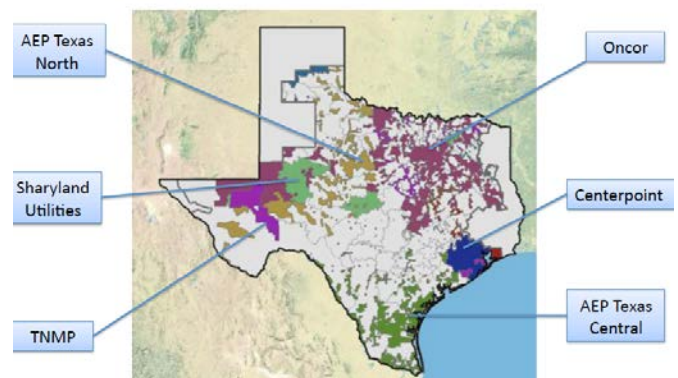 AEP Texas
North
Oncor
Sharyland
Utilities
Centerpoint
AEP Texas
Central
TNMP